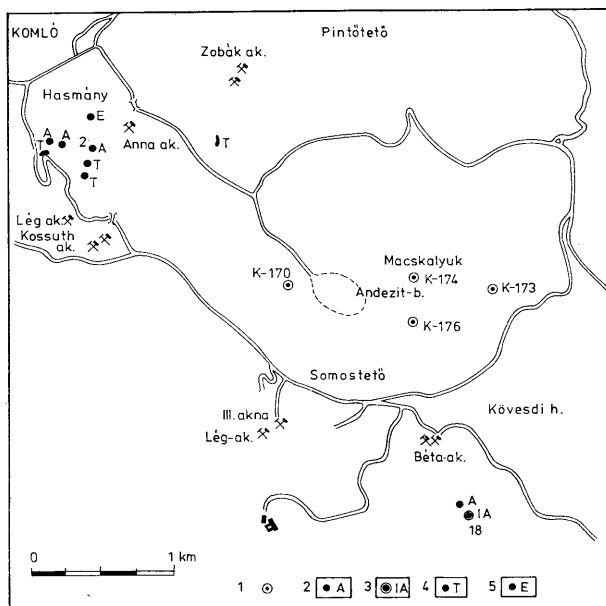 KOMLÓ
Pintőtető
Zobák ak.
Hasmány
E
A
A
2
A
Anna ak.
T
T
T
T
Lég ak.
Kossuth
ak.
K-170
Macskalyuk
K-174
Andezit-b.
K-173
K-176
Somostető
III. akna
Lég-ak.
Kövesdi h.
Béta-ak.
A
IA
18
0
1 km
1
2 A
3 IA
4 T
5 E